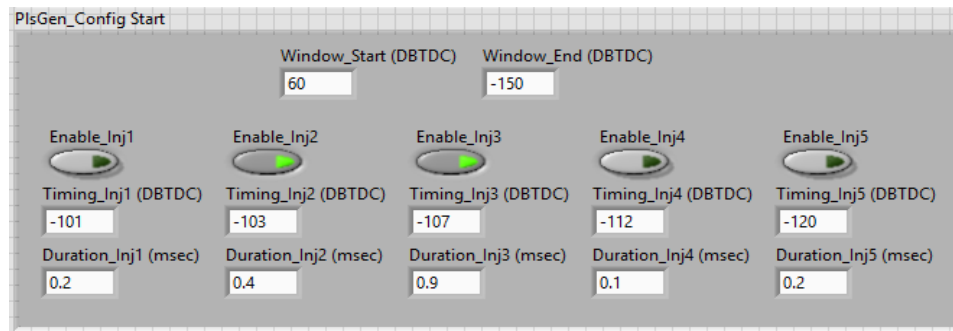 PlsGen_Config Start
Window_Start (DBTDC) Window_End (DBTDC)
60 -150
Enable_Inj1 Enable_Inj2 Enable_Inj3 Enable_Inj4 Enable_Inj5
Timing_Inj1 (DBTDC) Timing_Inj2 (DBTDC) Timing_Inj3 (DBTDC) Timing_Inj4 (DBTDC) Timing_Inj5 (DBTDC)
-101 -103 -107 -112 -120
Duration_Inj1 (msec) Duration_Inj2 (msec) Duration_Inj3 (msec) Duration_Inj4 (msec) Duration_Inj5 (msec)
0.2 0.4 0.9 0.1 0.2